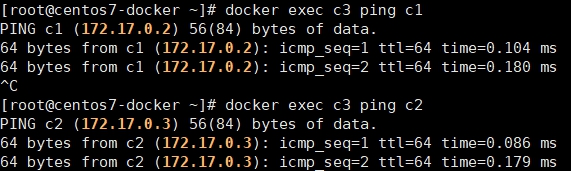 [root@centos7-docker ~]# docker exec c3 ping c1
PING c1 (172.17.0.2) 56(84) bytes of data.
64 bytes from c1 (172.17.0.2): icmp_seq=1 ttl=64 time=0.104 ms
64 bytes from c1 (172.17.0.2): icmp_seq=2 ttl=64 time=0.180 ms
^C
[root@centos7-docker ~]# docker exec c3 ping c2
PING c2 (172.17.0.3) 56(84) bytes of data.
64 bytes from c2 (172.17.0.3): icmp_seq=1 ttl=64 time=0.086 ms
64 bytes from c2 (172.17.0.3): icmp_seq=2 ttl=64 time=0.179 ms